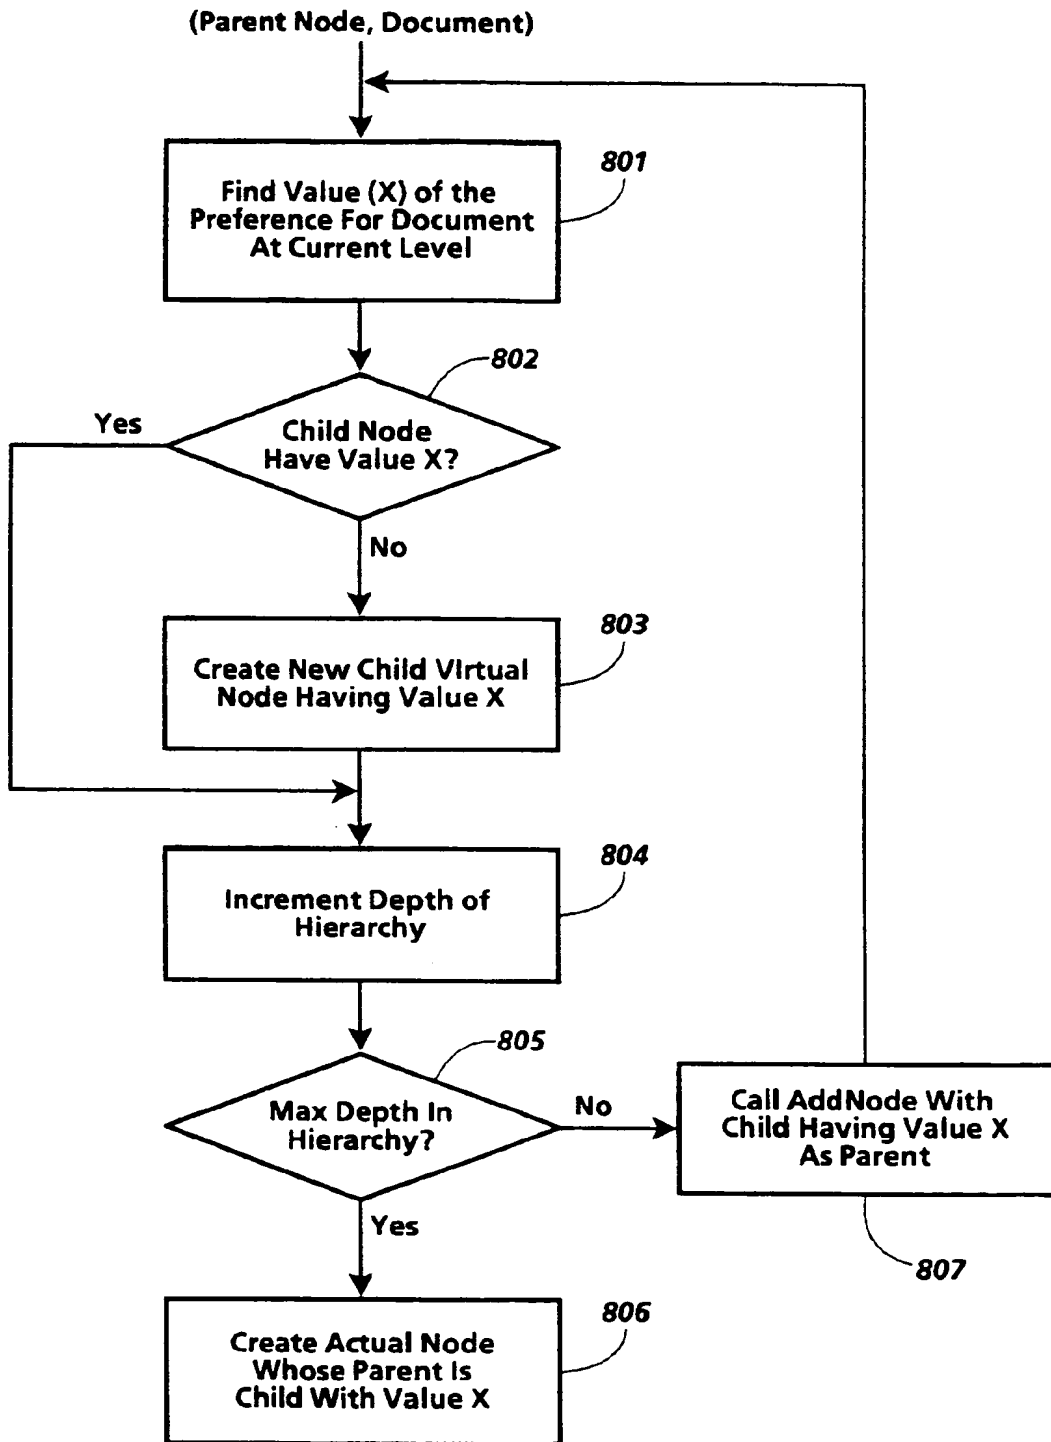 (Parent Node, Document)
801
Find Value (X) of the
Preference For Document
At Current Level
802
Yes
Child Node
Have Value X?
No
803
Create New Child VIrtual
Node Having Value X
804
Increment Depth of
Hierarchy
805
Max Depth In
Hierarchy?
No
Call AddNode With
Child Having Value X
As Parent
Yes
807
806
Create Actual Node
Whose Parent Is
Child With Value X